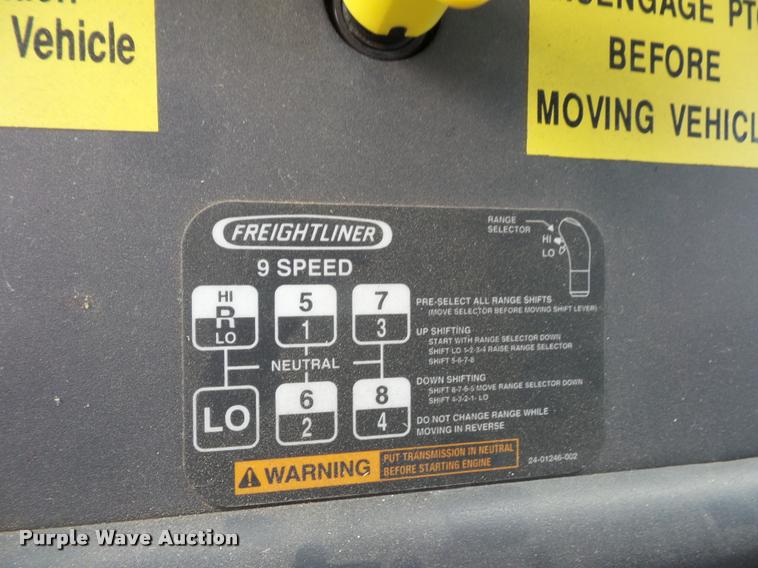 Vehicle
BEFORE
MOVING VEHICL
FREIGHTLINER
9 SPEED
RANGE
SELECTOR
HI
LO
HI
R
LO
5
1
7
3
NEUTRAL
LO
6
2
8
4
PRE-SELECT ALL RANGE SHIFTS
(MOVE SELECTOR BEFORE MOVING SHIFT LEVER)
UP SHIFTING
START WITH RANGE SELECTOR DOWN
SHIFT LO 1-2-3-4 RAISE RANGE SELECTOR
SHIFT 5-6-7-8
DOWN SHIFTING
SHIFT 8-7-6-5 MOVE RANGE SELECTOR DOWN
SHIFT 4-3-2-1- LO
DO NOT CHANGE RANGE WHILE
MOVING IN REVERSE
WARNING
PUT TRANSMISSION IN NEUTRAL
BEFORE STARTING ENGINE
24-01246-002
Purple Wave Auction